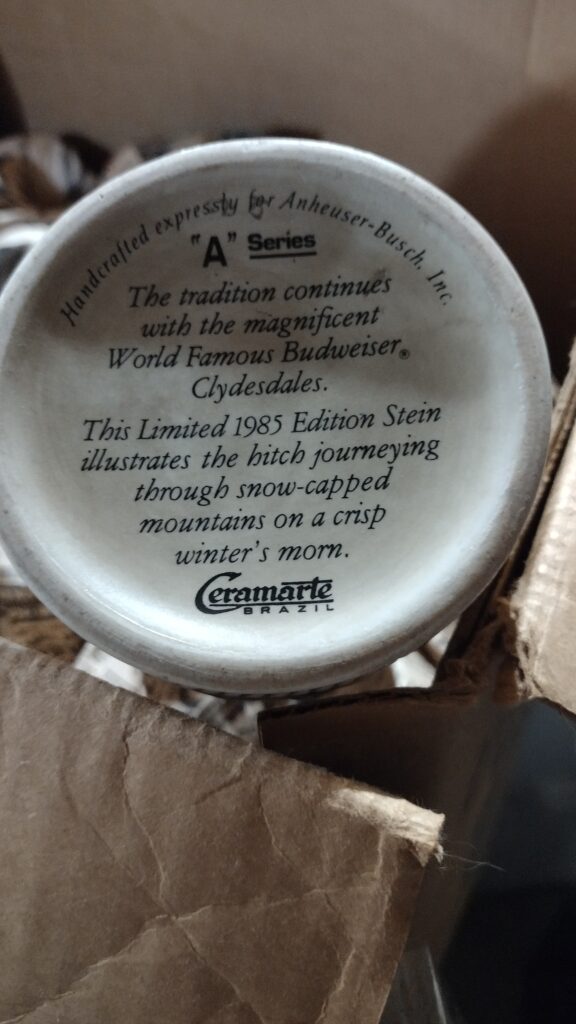 Handcrafted expressly for Anheuser-Busch, Inc.
"A" Series
The tradition continues
with the magnificent
World Famous Budweiser®
Clydesdales.
This Limited 1985 Edition Stein
illustrates the hitch journeying
through snow-capped
mountains on a crisp
winter's morn.
Ceramarte
BRAZIL